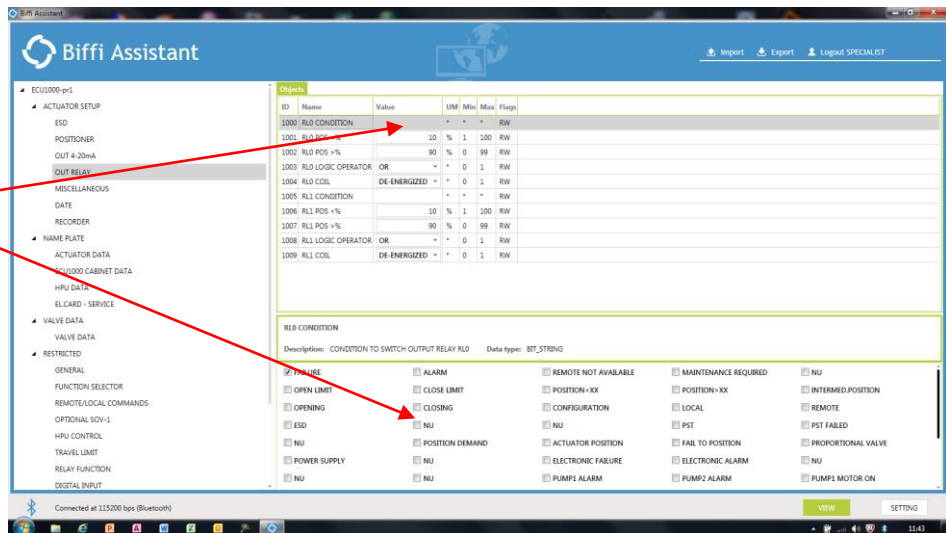 Biffi Assistant
Biffi Assistant
Import Export Logout SPECIALIST
ECU1000-pr1
ACTUATOR SETUP
ESD
POSITIONER
OUT 4-20mA
OUT RELAY
MISCELLANEOUS
DATE
RECORDER
NAME PLATE
ACTUATOR DATA
ECU1000 CABINET DATA
HPU DATA
EL.CARD - SERVICE
VALVE DATA
VALVE DATA
RESTRICTED
GENERAL
FUNCTION SELECTOR
REMOTE/LOCAL COMMANDS
OPTIONAL SOV-1
HPU CONTROL
TRAVEL LIMIT
RELAY FUNCTION
DIGITAL INPUT
Objects
ID Name Value UM Min Max Flags
1000 RL0 CONDITION * * * RW
1001 RL0 POS <% 10 % 1 100 RW
1002 RL0 POS >% 90 % 0 99 RW
1003 RL0 LOGIC OPERATOR OR * 0 1 RW
1004 RL0 COIL DE-ENERGIZED * 0 1 RW
1005 RL1 CONDITION * * * RW
1006 RL1 POS <% 10 % 1 100 RW
1007 RL1 POS >% 90 % 0 99 RW
1008 RL1 LOGIC OPERATOR OR * 0 1 RW
1009 RL1 COIL DE-ENERGIZED * 0 1 RW
RL0 CONDITION
Description: CONDITION TO SWITCH OUTPUT RELAY RL0 Data type: BIT_STRING
FAILURE ALARM REMOTE NOT AVAILABLE MAINTENANCE REQUIRED NU
OPEN LIMIT CLOSE LIMIT POSITION<XX POSITION>XX INTERMED.POSITION
OPENING CLOSING CONFIGURATION LOCAL REMOTE
ESD NU NU PST PST FAILED
NU POSITION DEMAND ACTUATOR POSITION FAIL TO POSITION PROPORTIONAL VALVE
POWER SUPPLY NU ELECTRONIC FAILURE ELECTRONIC ALARM NU
NU NU PUMP1 ALARM PUMP2 ALARM PUMP1 MOTOR ON
Connected at 115200 bps (Bluetooth) VIEW SETTING
11:43